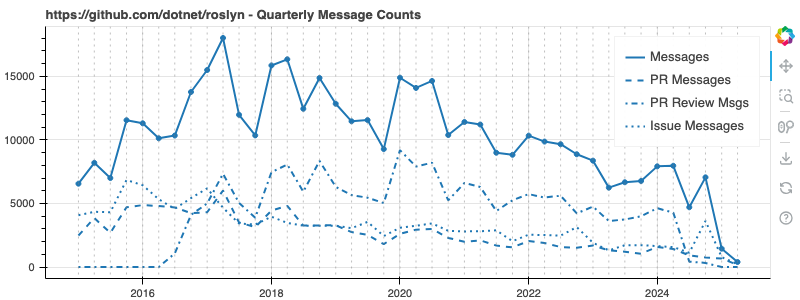 https://github.com/dotnet/roslyn - Quarterly Message Counts
Messages
PR Messages
PR Review Msgs
Issue Messages
15000
10000
5000
0
2016 2018 2020 2022 2024